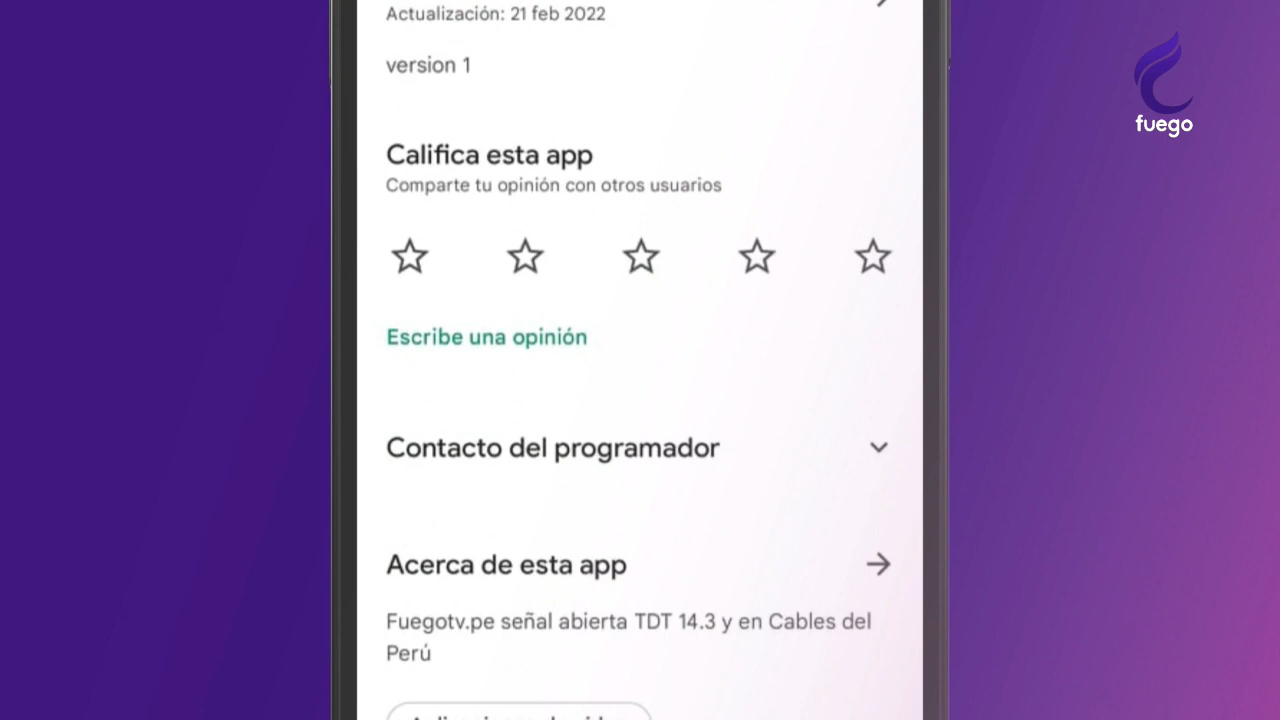 Actualización: 21 feb 2022
version 1
fuego
Califica esta app
Comparte tu opinión con otros usuarios
Escribe una opinión
Contacto del programador
Acerca de esta app
Fuegotv.pe señal abierta TDT 14.3 y en Cables del
Perú